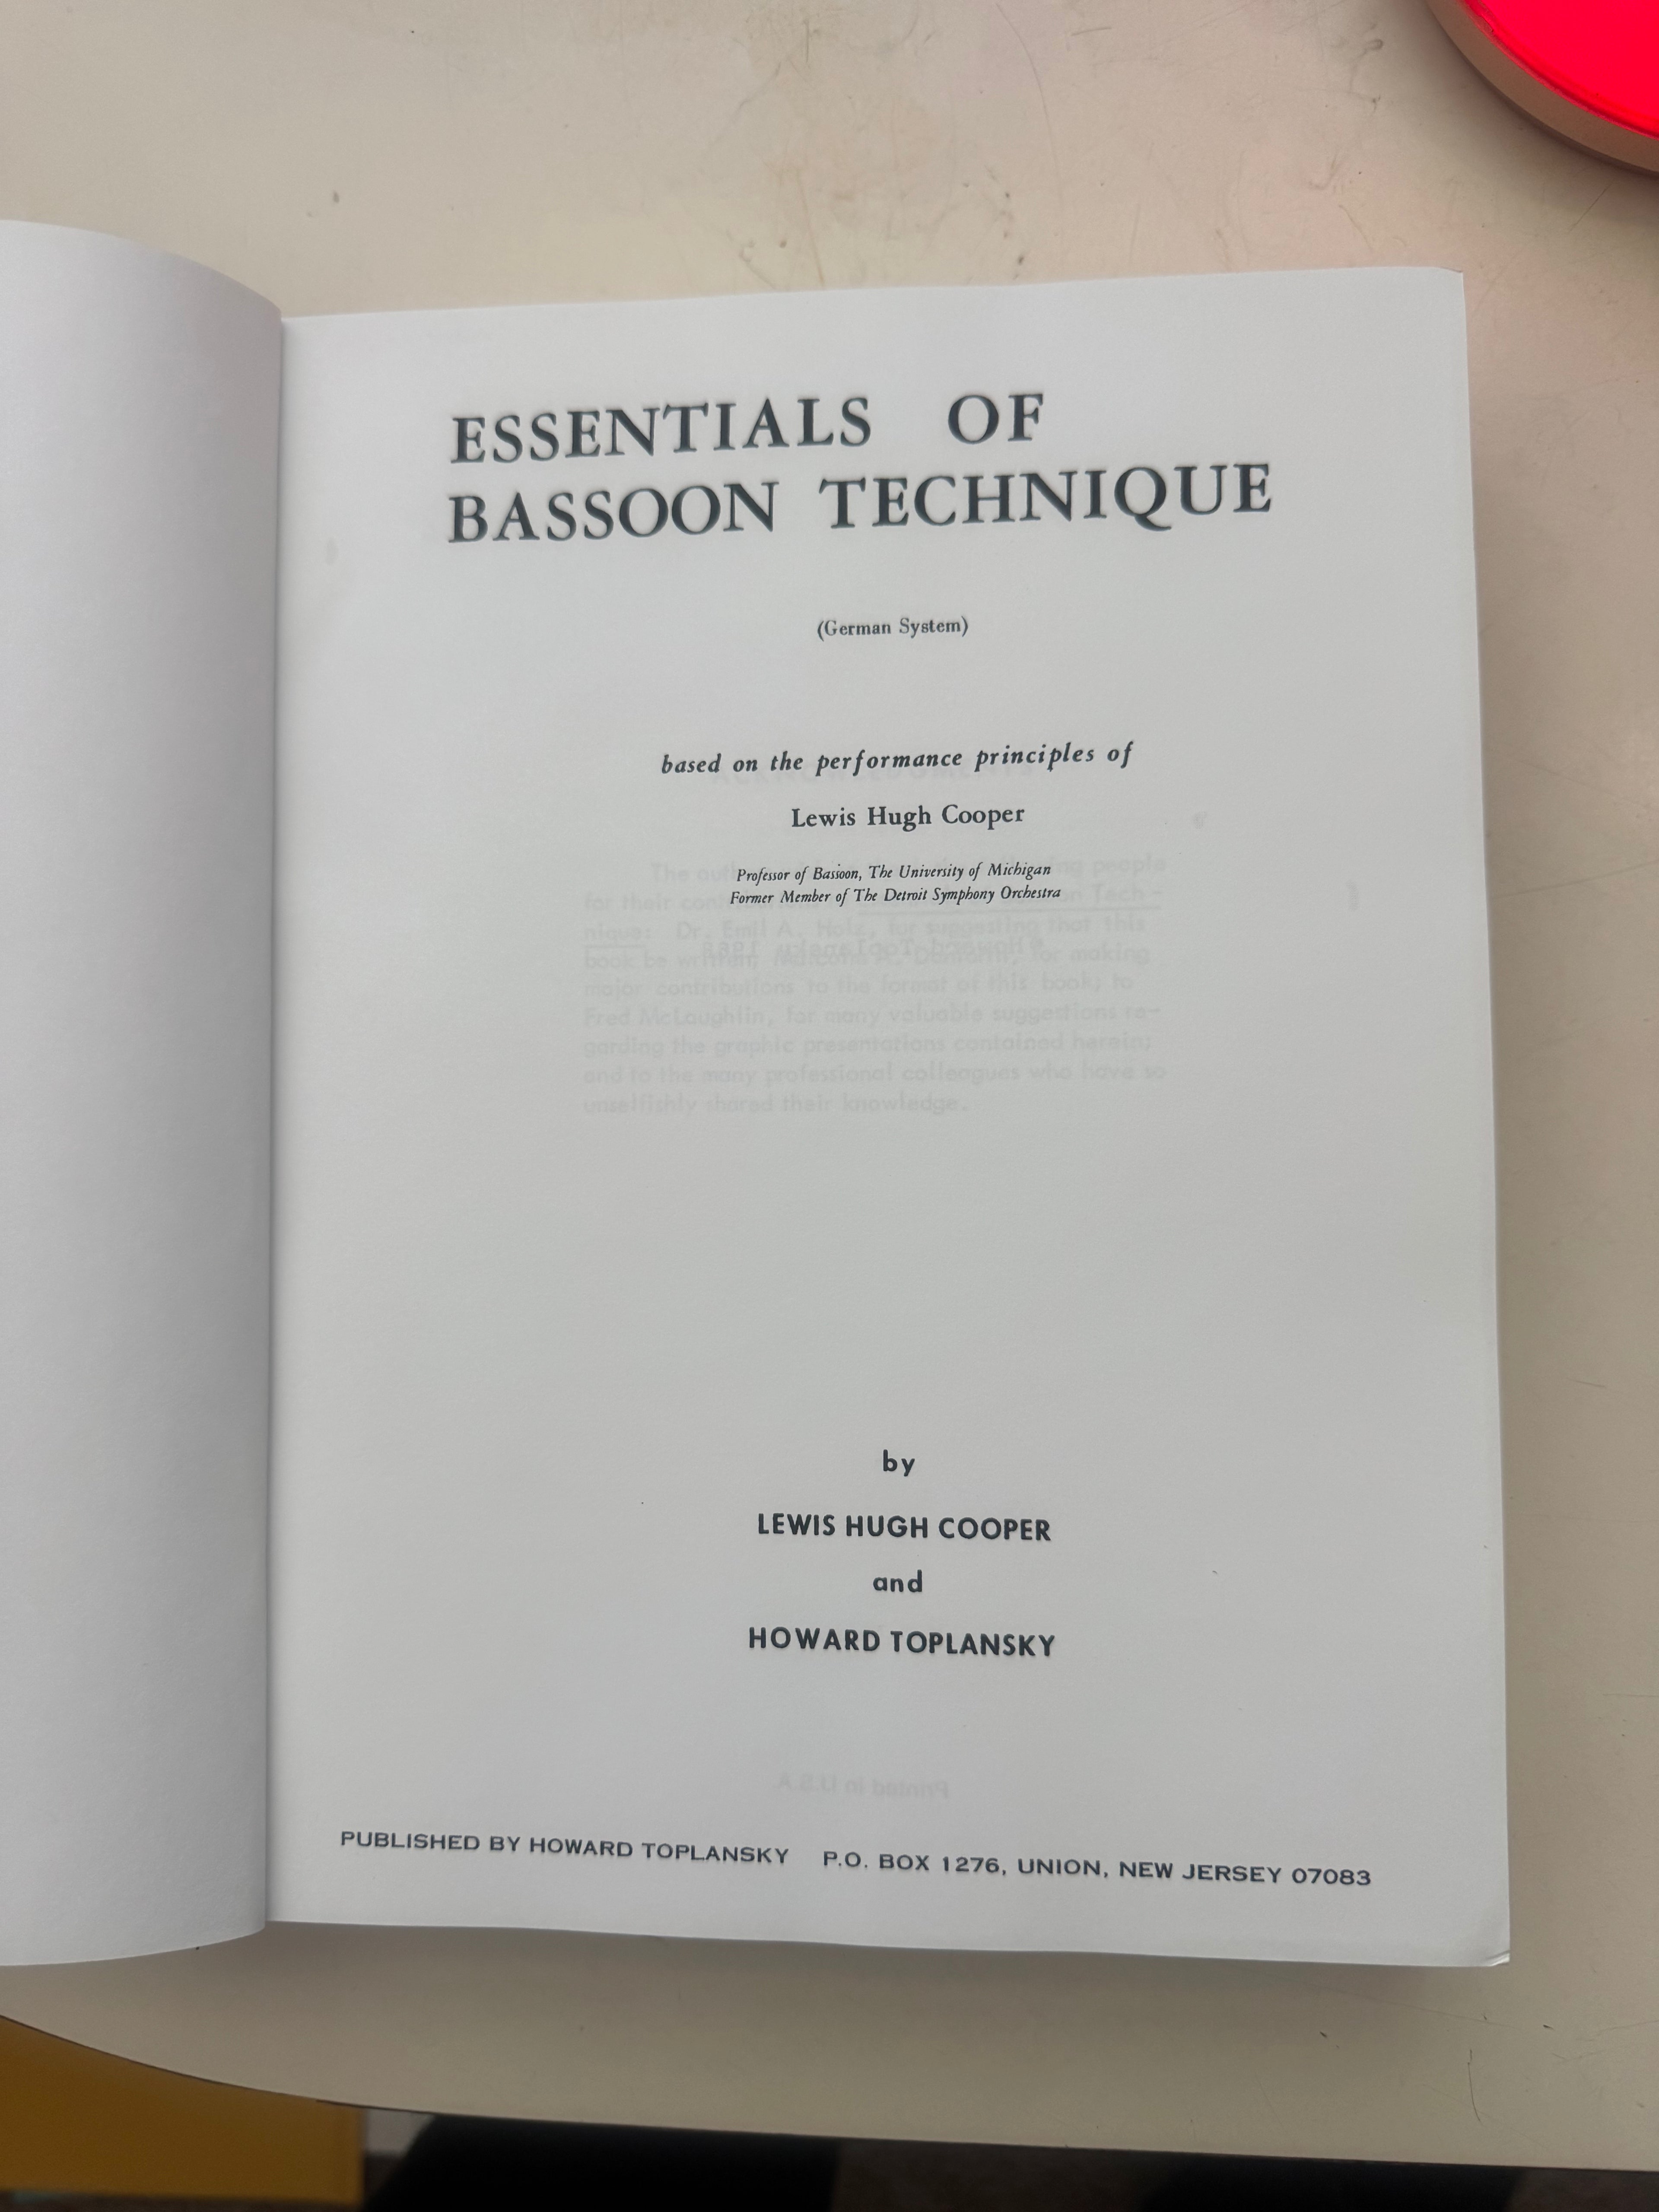 ESSENTIALS OF
BASSOON TECHNIQUE
(German System)
based on the performance principles of
Lewis Hugh Cooper
Professor of Bassoon, The University of Michigan
Former Member of The Detroit Symphony Orchestra
by
LEWIS HUGH COOPER
and
HOWARD TOPLANSKY
Printed in U.S.A
PUBLISHED BY HOWARD TOPLANSKY P.O. BOX 1276, UNION, NEW JERSEY 07083